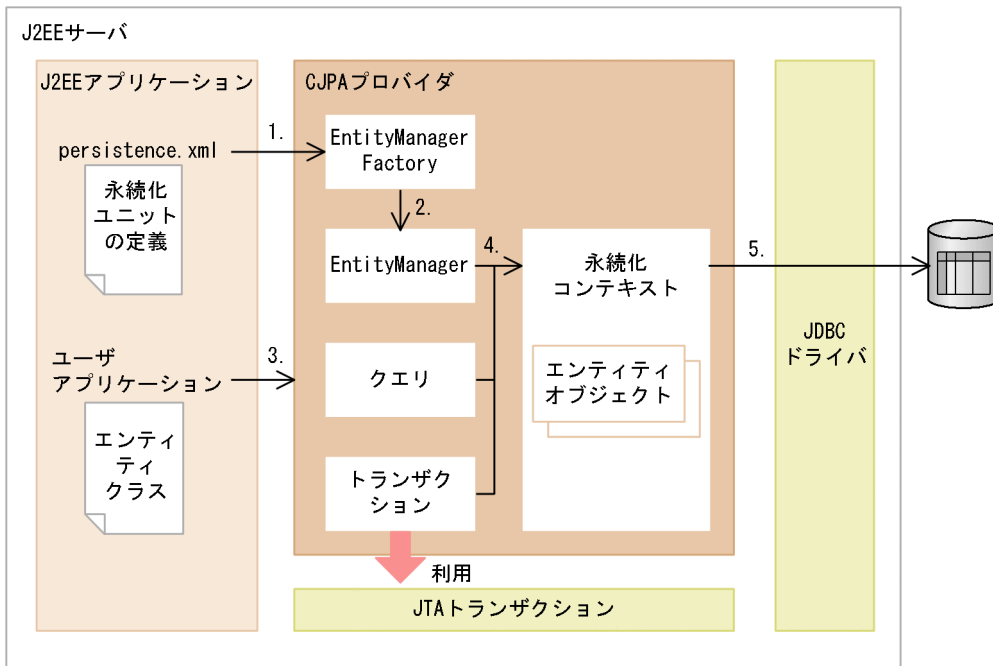 J2EEサーバ
J2EEアプリケーション
persistence.xml
永続化
ユニット
の定義
ユーザ
アプリケーション
エンティ
ティ
クラス
1.
3.
CJPAプロバイダ
EntityManager
Factory
2.
EntityManager
4.
クエリ
トランザク
ション
永続化
コンテキスト
エンティティ
オブジェクト
利用
JTAトランザクション
5.
JDBC
ドライバ